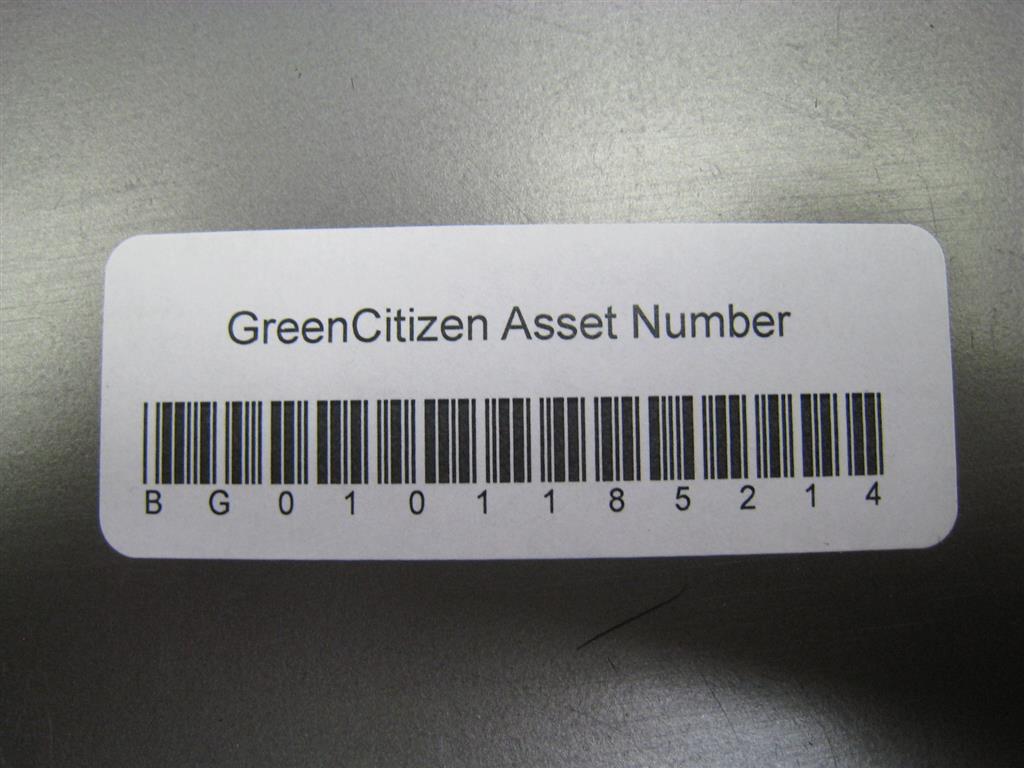 GreenCitizen Asset Number
B G 0 1 0 1 1 8 5 2 1 4